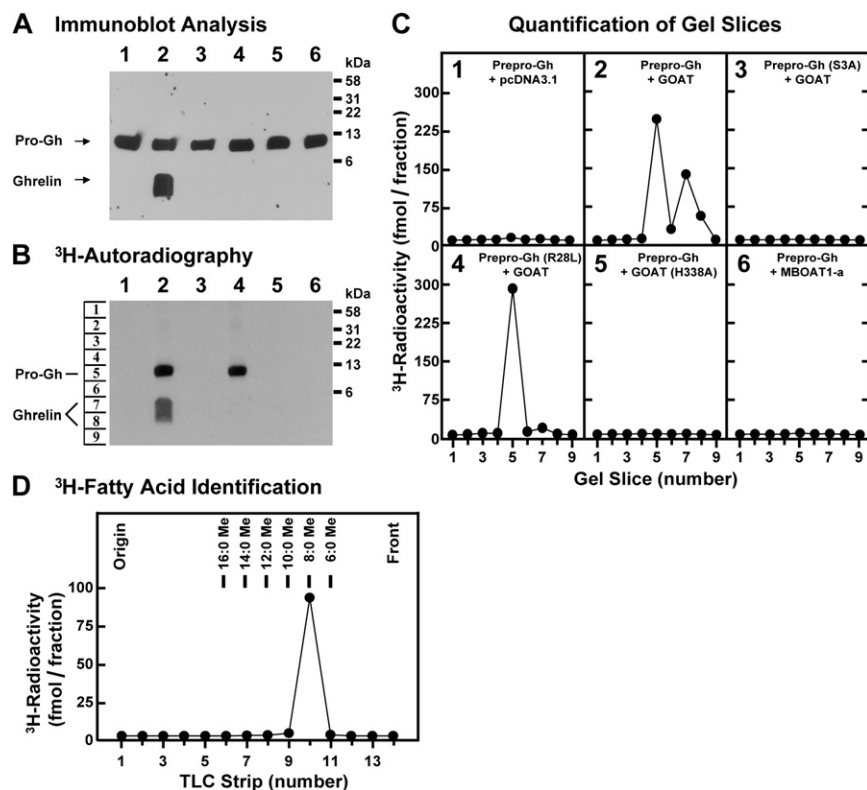 A Immunoblot Analysis
1 2 3 4 5 6
kDa
58
31
22
13
6
Pro-Gh
Ghrelin
B ³H-Autoradiography
1 2 3 4 5 6
kDa
58
31
22
13
6
1
2
3
4
5
6
7
8
9
Pro-Gh
Ghrelin
C Quantification of Gel Slices
³H-Radioactivity (fmol / fraction)
300
225
150
75
0
1 Prepro-Gh
+ pcDNA3.1
2 Prepro-Gh
+ GOAT
3 Prepro-Gh (S3A)
+ GOAT
300
225
150
75
0
4 Prepro-Gh (R28L)
+ GOAT
5 Prepro-Gh
+ GOAT (H338A)
6 Prepro-Gh
+ MBOAT1-a
1 3 5 7 9 1 3 5 7 9 1 3 5 7 9
Gel Slice (number)
D ³H-Fatty Acid Identification
Origin
16:0 Me
14:0 Me
12:0 Me
10:0 Me
8:0 Me
6:0 Me
Front
³H-Radioactivity
(fmol / fraction)
100
75
50
25
0
1 3 5 7 9 11 13
TLC Strip (number)